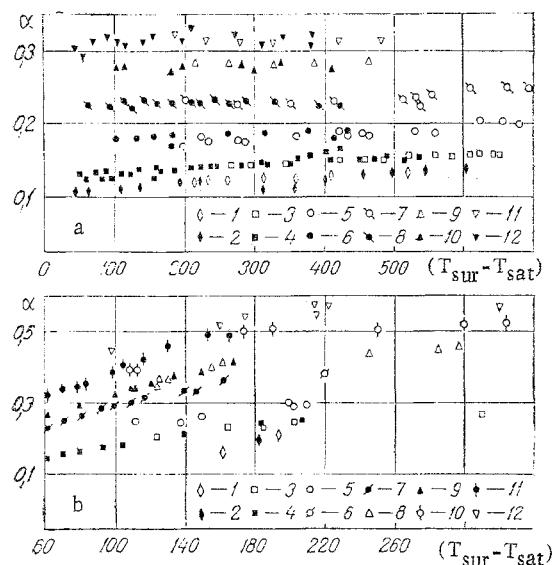 α
0,3
0,2
0,1
a
◊ — 1 □ — 3 ○ — 5 — 7 △ — 9 ▽ — 11
♦ — 2 ■ — 4 ● — 6 — 8 ▲ — 10 ▼ — 12
0 100 200 300 400 500 (T_sur-T_sat)
α
0,5
0,3
0,1
b
◊ — 1 □ — 3 ○ — 5 — 7 ▲ — 9 — 11
♦ — 2 ■ — 4 — 6 △ — 8 — 10 ▽ — 12
60 100 140 180 220 260 (T_sur-T_sat)